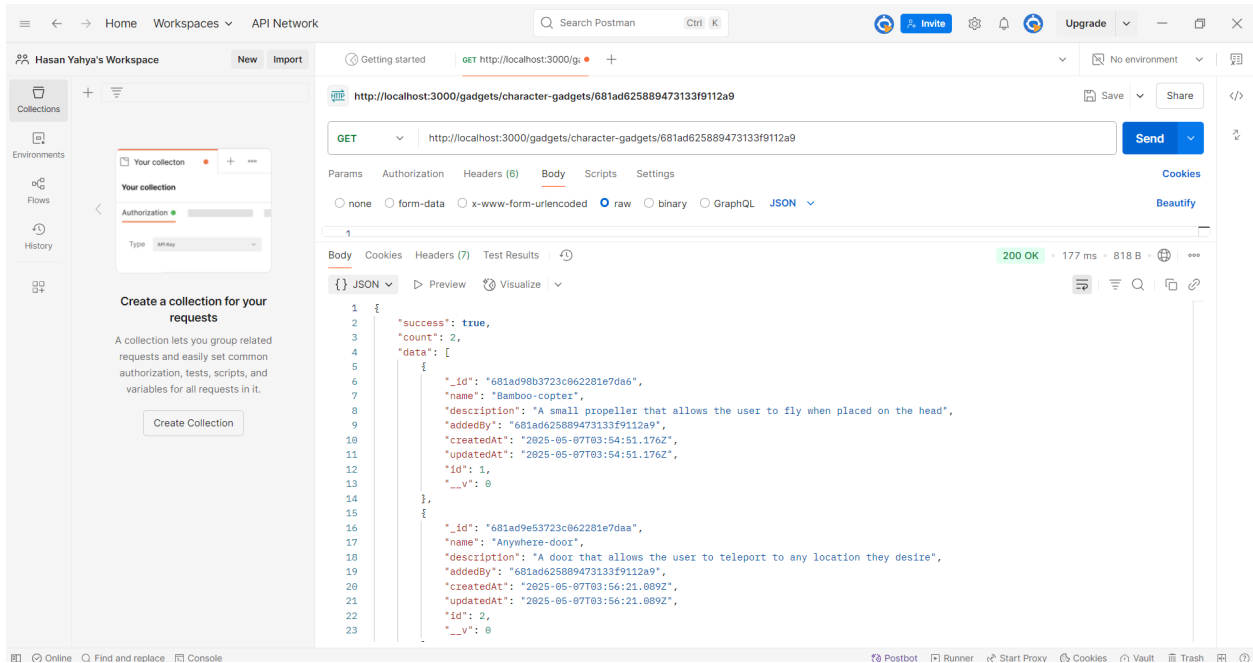 Home Workspaces API Network Search Postman Ctrl K Invite Upgrade
Hasan Yahya's Workspace New Import Getting started GET http://localhost:3000/ga No environment
Collections
Environments
Flows
History
Your collecton
Your collection
Authorization
Type API Key
Create a collection for your
requests
A collection lets you group related
requests and easily set common
authorization, tests, scripts, and
variables for all requests in it.
Create Collection
HTTP http://localhost:3000/gadgets/character-gadgets/681ad625889473133f9112a9 Save Share
GET http://localhost:3000/gadgets/character-gadgets/681ad625889473133f9112a9 Send
Params Authorization Headers (6) Body Scripts Settings Cookies
none form-data x-www-form-urlencoded raw binary GraphQL JSON Beautify
1
Body Cookies Headers (7) Test Results 200 OK 177 ms 818 B
{} JSON Preview Visualize
1 {
2 "success": true,
3 "count": 2,
4 "data": [
5 {
6 "_id": "681ad98b3723c062281e7da6",
7 "name": "Bamboo-copter",
8 "description": "A small propeller that allows the user to fly when placed on the head",
9 "addedBy": "681ad625889473133f9112a9",
10 "createdAt": "2025-05-07T03:54:51.176Z",
11 "updatedAt": "2025-05-07T03:54:51.176Z",
12 "id": 1,
13 "__v": 0
14 },
15 {
16 "_id": "681ad9e53723c062281e7daa",
17 "name": "Anywhere-door",
18 "description": "A door that allows the user to teleport to any location they desire",
19 "addedBy": "681ad625889473133f9112a9",
20 "createdAt": "2025-05-07T03:56:21.089Z",
21 "updatedAt": "2025-05-07T03:56:21.089Z",
22 "id": 2,
23 "__v": 0
Online Find and replace Console Postbot Runner Start Proxy Cookies Vault Trash